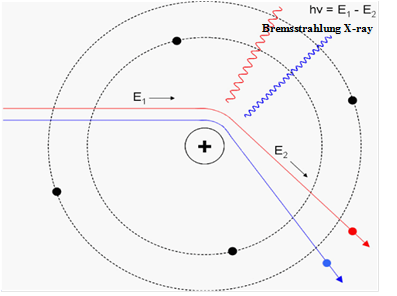 hν = E₁ - E₂
Bremsstrahlung X-ray
E₁
E₂
+